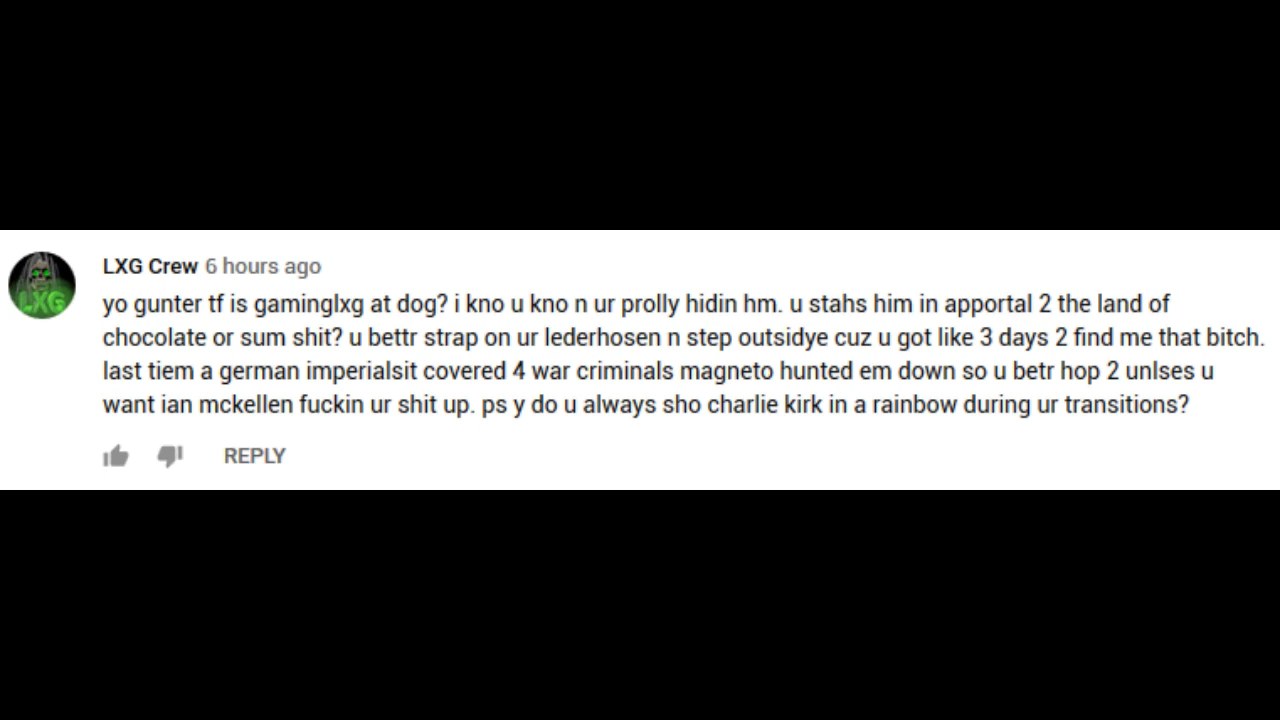 LXG
LXG Crew 6 hours ago
yo gunter tf is gaminglxg at dog? i kno u kno n ur prolly hidin hm. u stahs him in apportal 2 the land of
chocolate or sum shit? u bettr strap on ur lederhosen n step outsidye cuz u got like 3 days 2 find me that bitch.
last tiem a german imperialsit covered 4 war criminals magneto hunted em down so u betr hop 2 unlses u
want ian mckellen fuckin ur shit up. ps y do u always sho charlie kirk in a rainbow during ur transitions?
REPLY